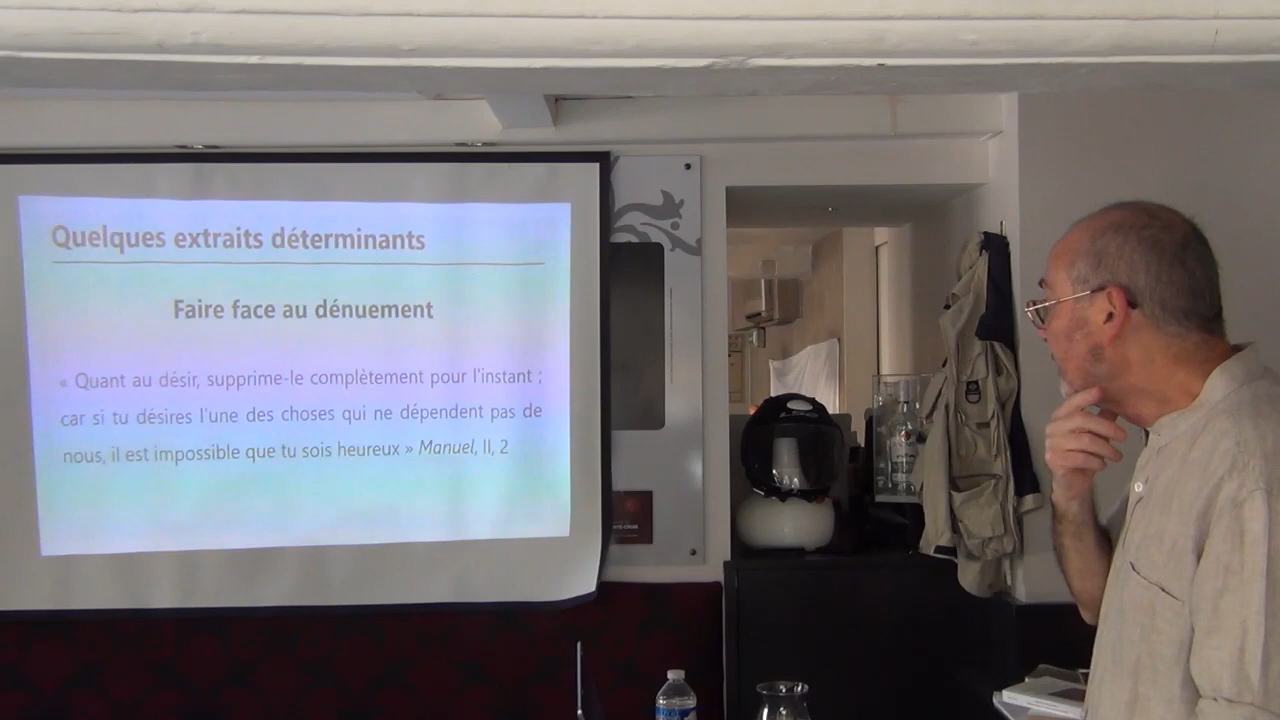 Quelques extraits déterminants
Faire face au dénuement
« Quant au désir, supprime-le complètement pour l'instant ;
car si tu désires l'une des choses qui ne dépendent pas de
nous, il est impossible que tu sois heureux » Manuel, II, 2